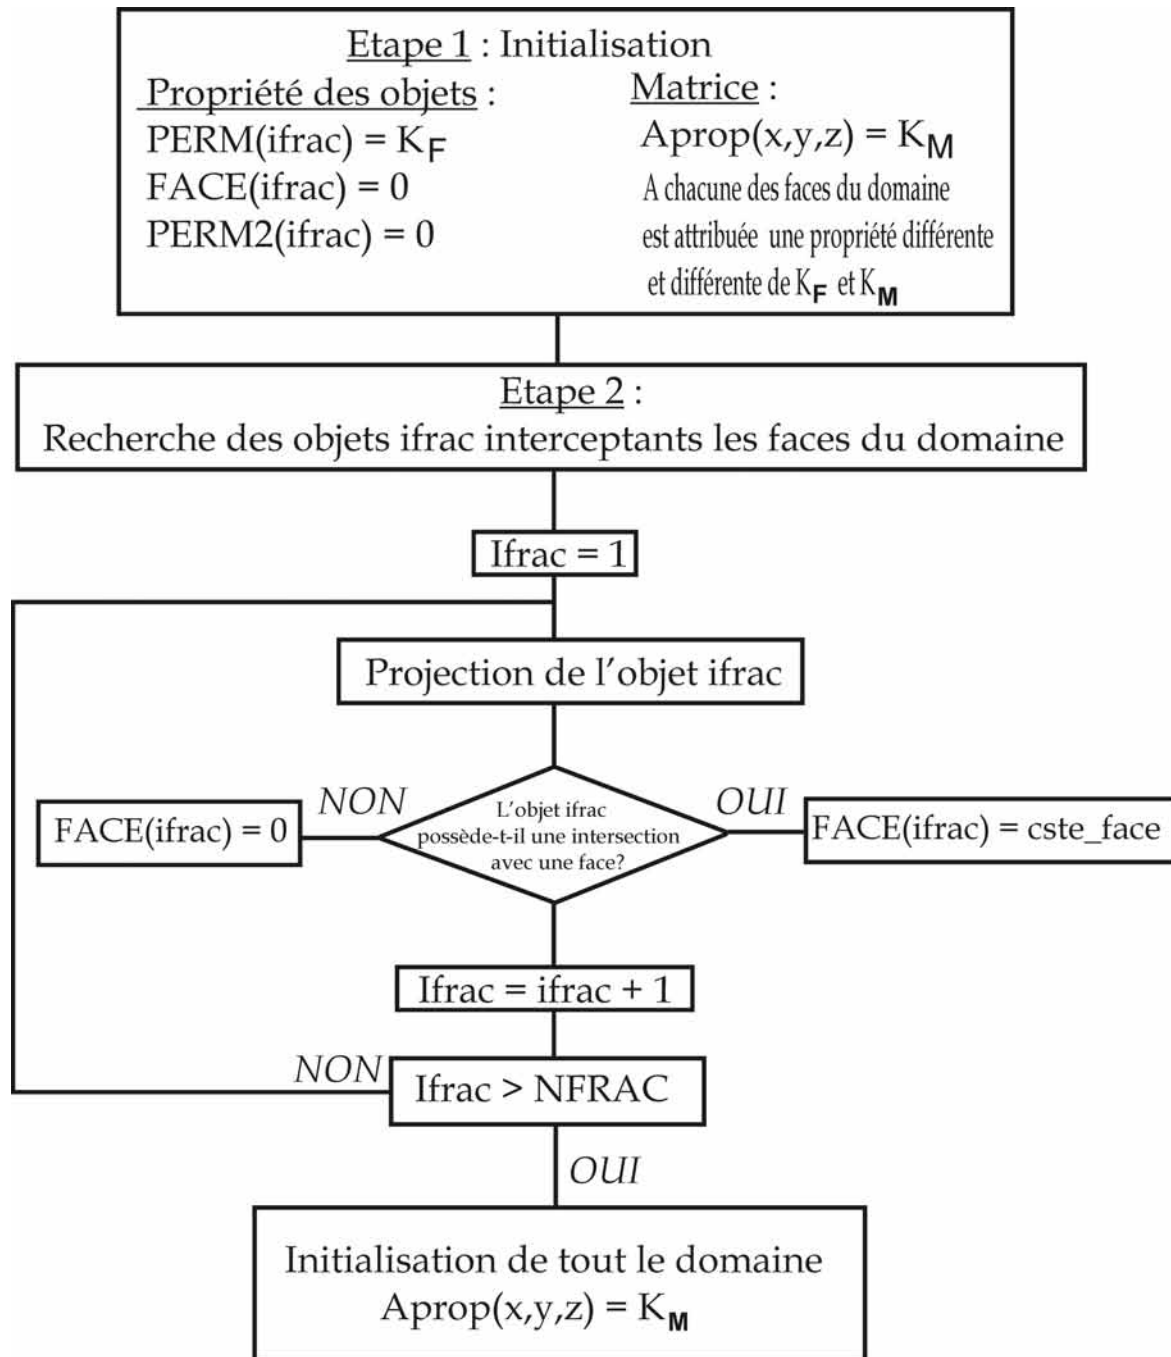 Etape 1 : Initialisation
Propriété des objets :
PERM(ifrac) = KF
FACE(ifrac) = 0
PERM2(ifrac) = 0
Matrice :
Aprop(x,y,z) = KM
A chacune des faces du domaine
est attribuée une propriété différente
et différente de KF et KM
Etape 2 :
Recherche des objets ifrac interceptants les faces du domaine
Ifrac = 1
Projection de l'objet ifrac
NON
OUI
FACE(ifrac) = 0
L'objet ifrac
possède-t-il une intersection
avec une face?
FACE(ifrac) = cste_face
Ifrac = ifrac + 1
NON
Ifrac > NFRAC
OUI
Initialisation de tout le domaine
Aprop(x,y,z) = KM